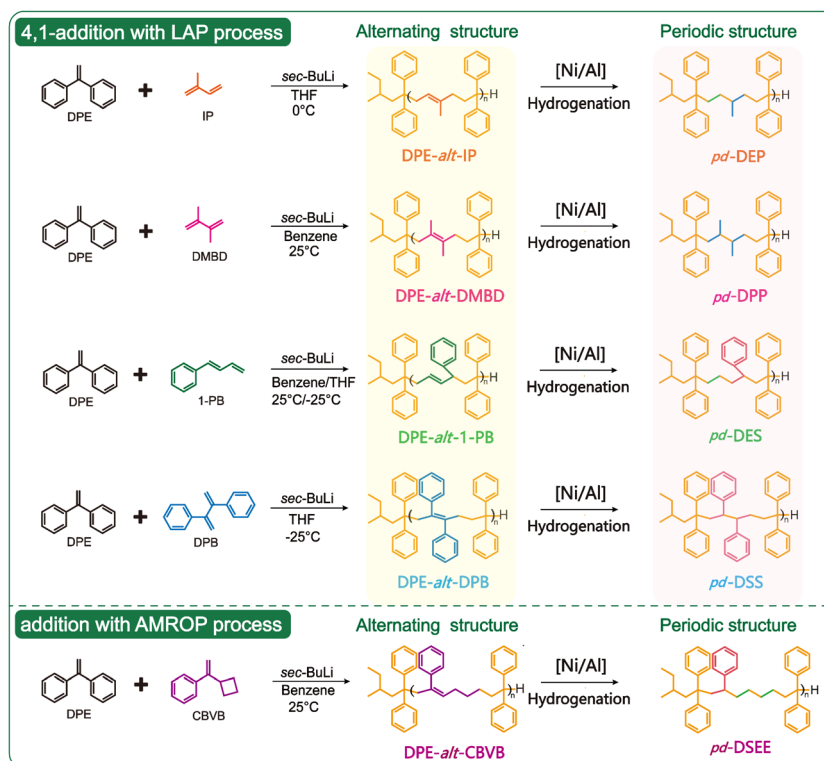 4,1-addition with LAP process
Alternating structure
Periodic structure
DPE
+
IP
sec-BuLi
THF
0°C
( )n H
DPE-alt-IP
[Ni/Al]
Hydrogenation
)n H
pd-DEP
DPE
+
DMBD
sec-BuLi
Benzene
25°C
( )n H
DPE-alt-DMBD
[Ni/Al]
Hydrogenation
)n H
pd-DPP
DPE
+
1-PB
sec-BuLi
Benzene/THF
25°C/-25°C
( )n H
DPE-alt-1-PB
[Ni/Al]
Hydrogenation
)n H
pd-DES
DPE
+
DPB
sec-BuLi
THF
-25°C
( )n H
DPE-alt-DPB
[Ni/Al]
Hydrogenation
)n H
pd-DSS
addition with AMROP process
Alternating structure
Periodic structure
DPE
+
CBVB
sec-BuLi
Benzene
25°C
( )n H
DPE-alt-CBVB
[Ni/Al]
Hydrogenation
)n H
pd-DSEE